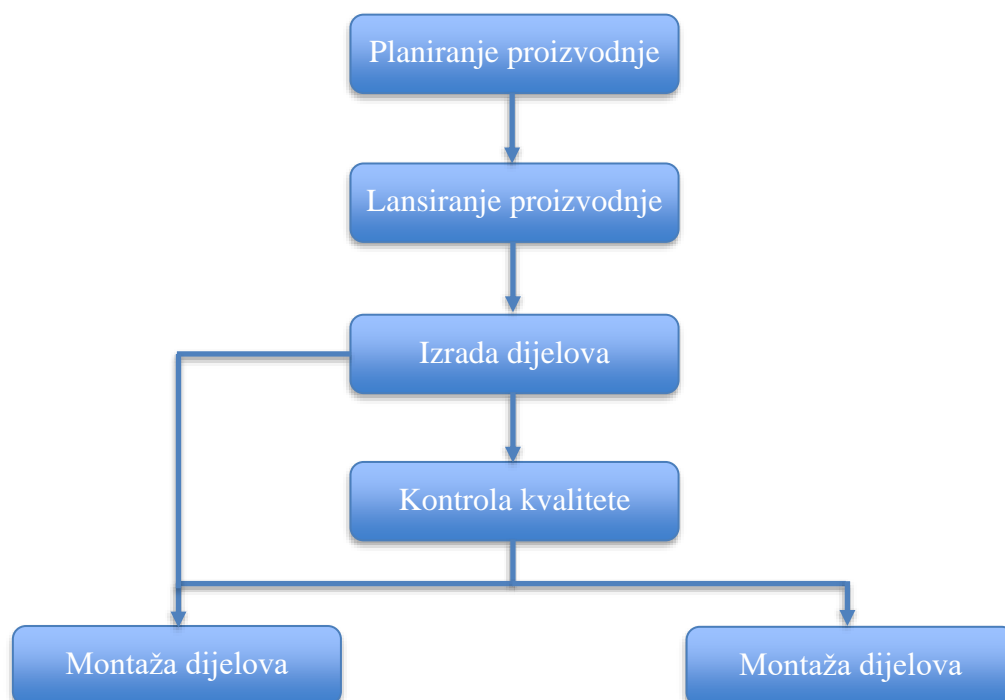 Planiranje proizvodnje
Lansiranje proizvodnje
Izrada dijelova
Kontrola kvalitete
Montaža dijelova
Montaža dijelova